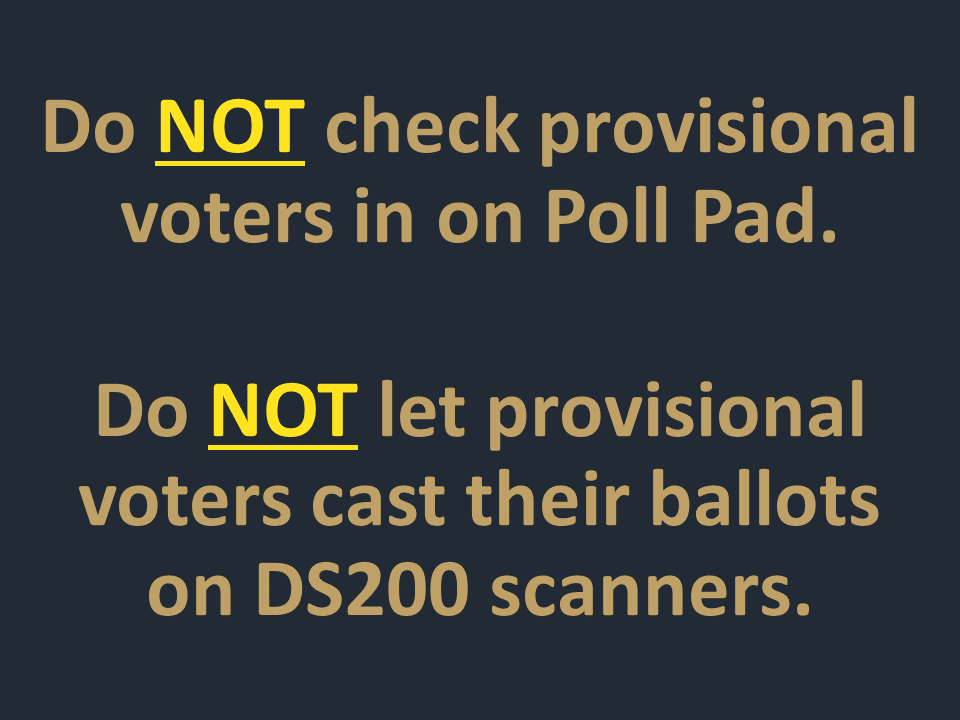 Do NOT check provisional
voters in on Poll Pad.
Do NOT let provisional
voters cast their ballots
on DS200 scanners.